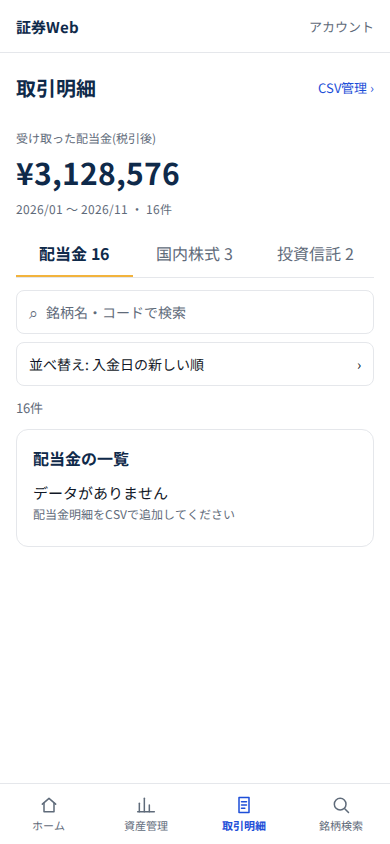 証券Web
アカウント
取引明細
CSV管理 ›
受け取った配当金(税引後)
¥3,128,576
2026/01 〜 2026/11 ・ 16件
配当金 16
国内株式 3
投資信託 2
銘柄名・コードで検索
並べ替え: 入金日の新しい順 ›
16件
配当金の一覧
データがありません
配当金明細をCSVで追加してください
ホーム
資産管理
取引明細
銘柄検索